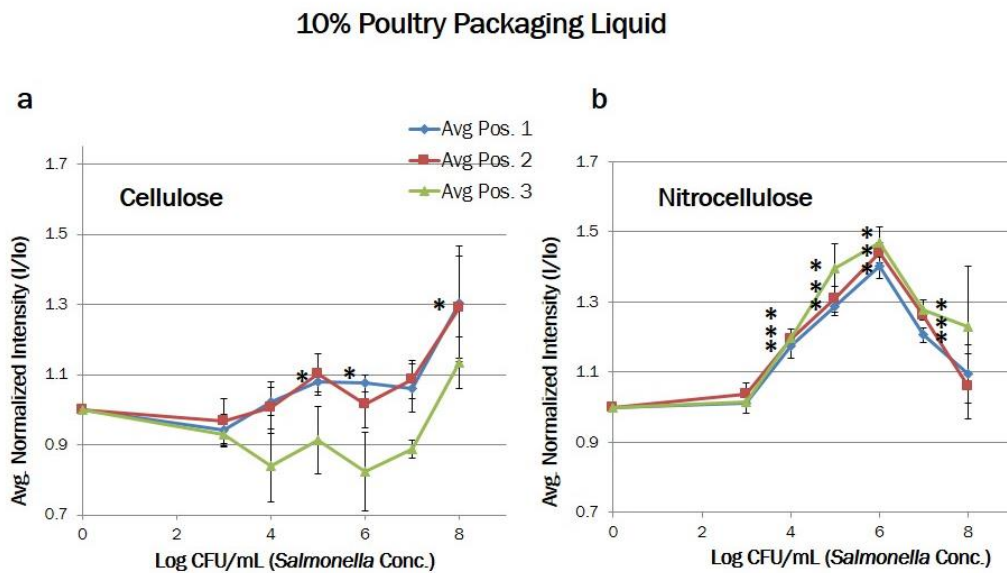 10% Poultry Packaging Liquid
a
Avg Pos. 1
Avg Pos. 2
Avg Pos. 3
Cellulose
1.7
1.5
1.3
1.1
0.9
0.7
Avg. Normalized Intensity (I/Io)
*
*
*
0
2
4
6
8
Log CFU/mL (Salmonella Conc.)
b
Nitrocellulose
1.7
1.5
1.3
1.1
0.9
0.7
Avg. Normalized Intensity (I/Io)
***
***
***
***
0
2
4
6
8
Log CFU/mL (Salmonella Conc.)